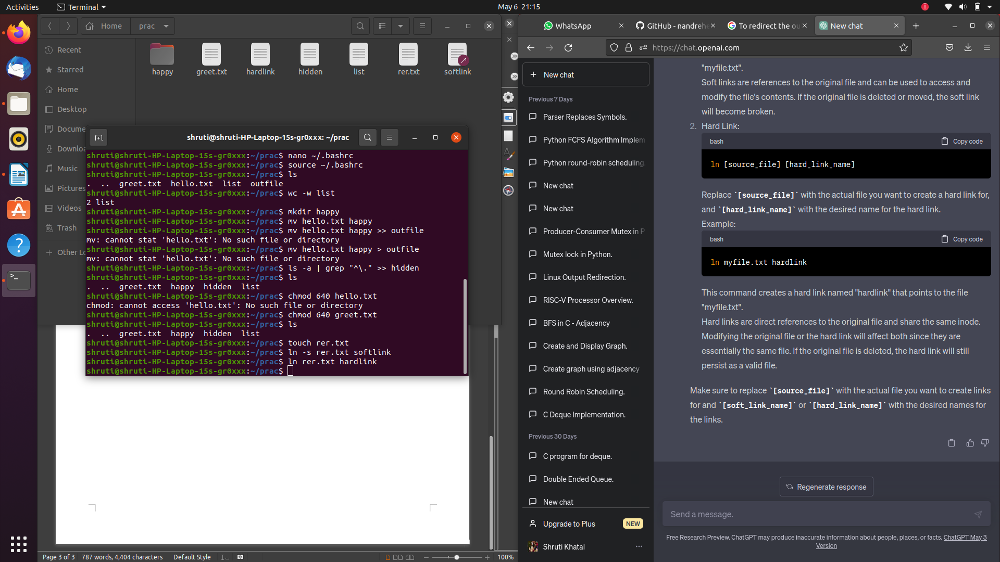 Activities
Terminal
May 6 21:15
Home
prac
Recent
Starred
Home
Desktop
Docume
Downloa
Music
Pictures
Videos
Trash
Other Lo
happy
greet.txt
hardlink
hidden
list
rer.txt
softlink
shruti@shruti-HP-Laptop-15s-gr0xxx: ~/prac
shruti@shruti-HP-Laptop-15s-gr0xxx:~/prac$ nano ~/.bashrc
shruti@shruti-HP-Laptop-15s-gr0xxx:~/prac$ source ~/.bashrc
shruti@shruti-HP-Laptop-15s-gr0xxx:~/prac$ ls
. .. greet.txt hello.txt list outfile
shruti@shruti-HP-Laptop-15s-gr0xxx:~/prac$ wc -w list
2 list
shruti@shruti-HP-Laptop-15s-gr0xxx:~/prac$ mkdir happy
shruti@shruti-HP-Laptop-15s-gr0xxx:~/prac$ mv hello.txt happy
shruti@shruti-HP-Laptop-15s-gr0xxx:~/prac$ mv hello.txt happy >> outfile
mv: cannot stat 'hello.txt': No such file or directory
shruti@shruti-HP-Laptop-15s-gr0xxx:~/prac$ mv hello.txt happy > outfile
mv: cannot stat 'hello.txt': No such file or directory
shruti@shruti-HP-Laptop-15s-gr0xxx:~/prac$ ls -a | grep "^\." >> hidden
shruti@shruti-HP-Laptop-15s-gr0xxx:~/prac$ ls
. .. greet.txt happy hidden list
shruti@shruti-HP-Laptop-15s-gr0xxx:~/prac$ chmod 640 hello.txt
chmod: cannot access 'hello.txt': No such file or directory
shruti@shruti-HP-Laptop-15s-gr0xxx:~/prac$ chmod 640 greet.txt
shruti@shruti-HP-Laptop-15s-gr0xxx:~/prac$ ls
. .. greet.txt happy hidden list
shruti@shruti-HP-Laptop-15s-gr0xxx:~/prac$ touch rer.txt
shruti@shruti-HP-Laptop-15s-gr0xxx:~/prac$ ln -s rer.txt softlink
shruti@shruti-HP-Laptop-15s-gr0xxx:~/prac$ ln rer.txt hardlink
shruti@shruti-HP-Laptop-15s-gr0xxx:~/prac$
Page 3 of 3
787 words, 4,404 characters
Default Style
100%
WhatsApp
GitHub - nandrehe
To redirect the ou
New chat
https://chat.openai.com
New chat
Previous 7 Days
Parser Replaces Symbols.
Python FCFS Algorithm Implem
Python round-robin scheduling.
New chat
New chat
Producer-Consumer Mutex in P
Mutex lock in Python.
Linux Output Redirection.
RISC-V Processor Overview.
BFS in C - Adjacency
Create and Display Graph.
Create graph using adjacency
Round Robin Scheduling.
C Deque Implementation.
Previous 30 Days
C program for deque.
Double Ended Queue.
New chat
Upgrade to Plus
NEW
Shruti Khatal
"myfile.txt".
Soft links are references to the original file and can be used to access and
modify the file's contents. If the original file is deleted or moved, the soft link
will become broken.
2. Hard Link:
bash
Copy code
ln [source_file] [hard_link_name]
Replace `[source_file]` with the actual file you want to create a hard link for,
and `[hard_link_name]` with the desired name for the hard link.
Example:
bash
Copy code
ln myfile.txt hardlink
This command creates a hard link named "hardlink" that points to the file
"myfile.txt".
Hard links are direct references to the original file and share the same inode.
Modifying the original file or the hard link will affect both since they are
essentially the same file. If the original file is deleted, the hard link will still
persist as a valid file.
Make sure to replace `[source_file]` with the actual file you want to create links
for and `[soft_link_name]` or `[hard_link_name]` with the desired names for
the links.
Regenerate response
Send a message.
Free Research Preview. ChatGPT may produce inaccurate information about people, places, or facts. ChatGPT May 3
Version